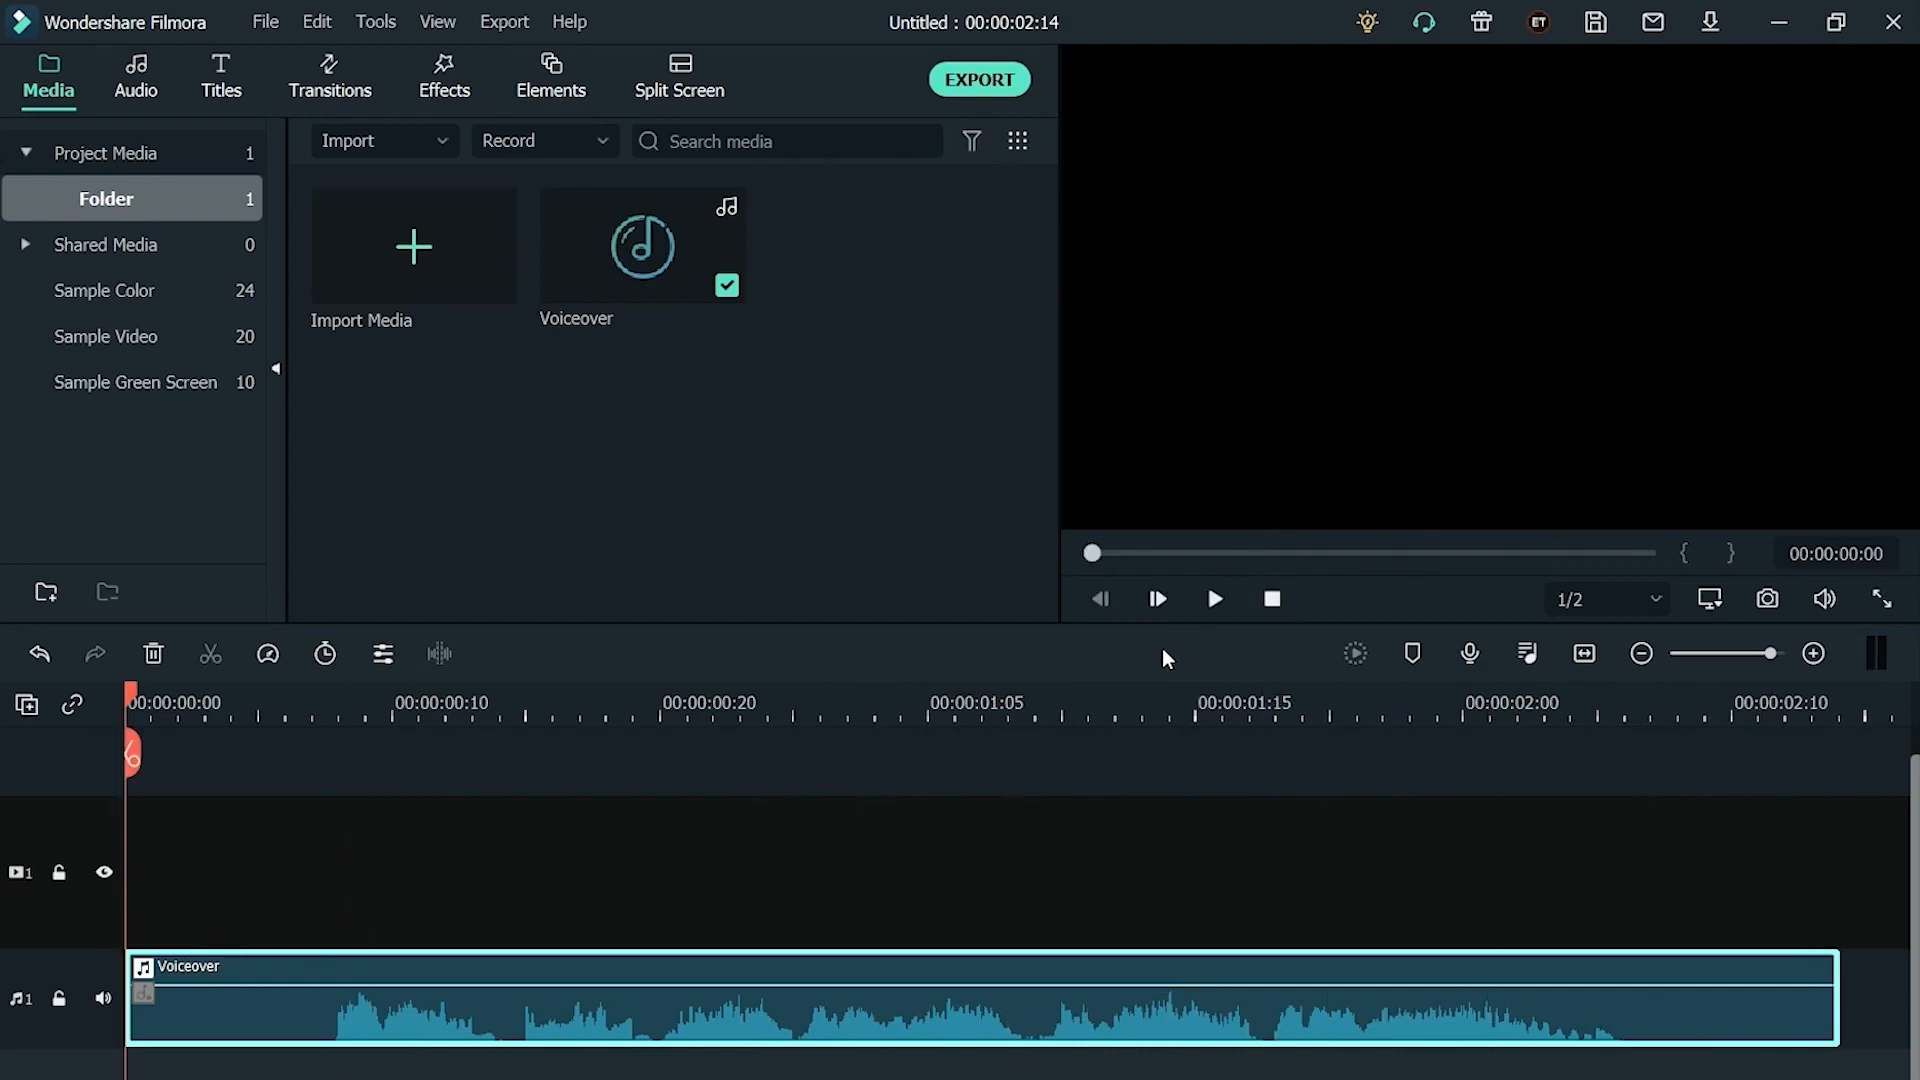 Wondershare Filmora File Edit Tools View Export Help Untitled : 00:00:02:14 ET
Media Audio Titles Transitions Effects Elements Split Screen EXPORT
Project Media 1
Folder 1
Shared Media 0
Sample Color 24
Sample Video 20
Sample Green Screen 10
Import Record Search media
Import Media Voiceover
{ } 00:00:00:00
1/2
00:00:00:00 00:00:00:10 00:00:00:20 00:00:01:05 00:00:01:15 00:00:02:00 00:00:02:10
1
Voiceover
1